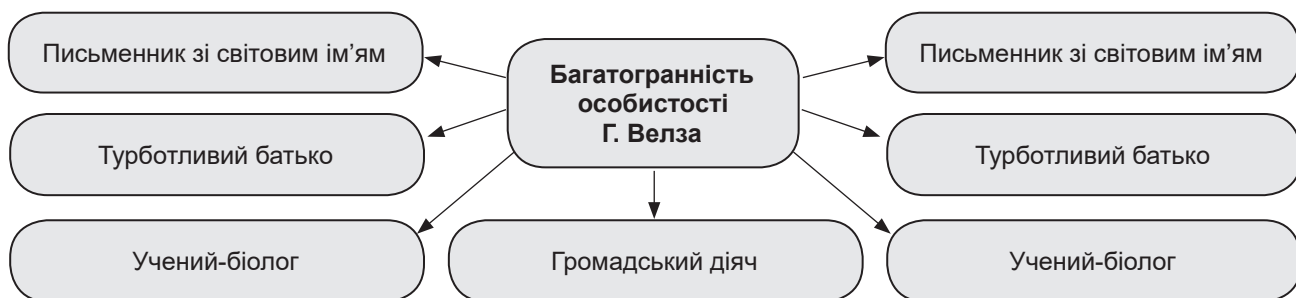 Письменник зі світовим ім’ям
Багатогранність
особистості
Г. Велза
Письменник зі світовим ім’ям
Турботливий батько
Турботливий батько
Учений-біолог
Громадський діяч
Учений-біолог